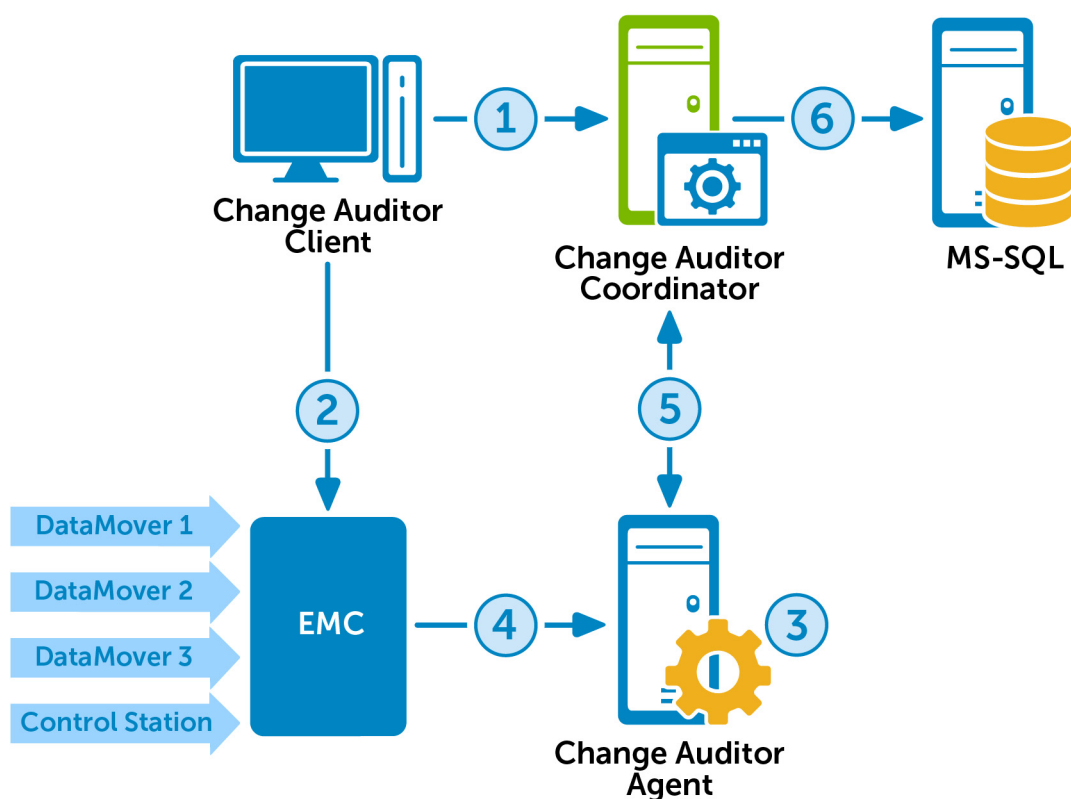 1
6
Change Auditor
Client
Change Auditor
Coordinator
MS-SQL
2
5
DataMover 1
DataMover 2
DataMover 3
Control Station
EMC
4
3
Change Auditor
Agent